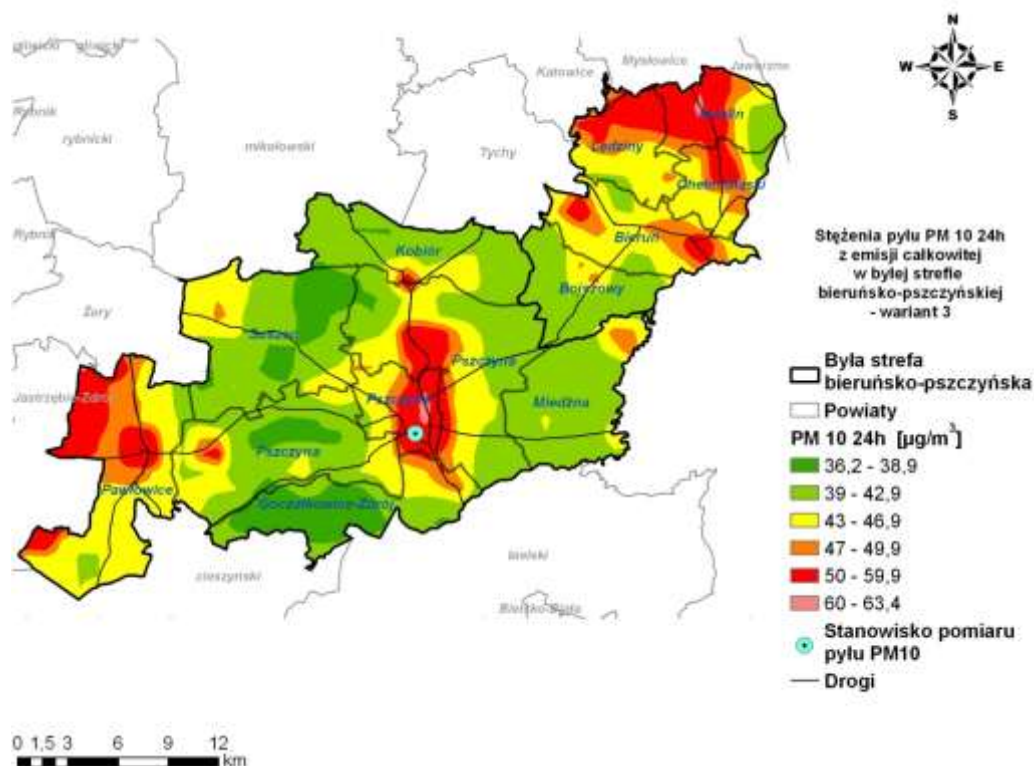 gliwicki
gliwicki
Rybnik
rybnicki
Rybnik
Żory
Jastrzębie-Zdrój
mikołowski
Tychy
Katowice
Mysłowice
Jaworzno
Lędziny
Bieruń
Bojszowy
Kobiór
Suszec
Pszczyna
Pszczyna
Pszczyna
Miedźna
Pawłowice
Goczałkowice-Zdrój
cieszyński
bielski
Bielsko-Biała
N
W E
S
Stężenia pyłu PM 10 24h
z emisji całkowitej
w byłej strefie
bieruńsko-pszczyńskiej
- wariant 3
Była strefa
bieruńsko-pszczyńska
Powiaty
PM 10 24h [µg/m³]
36,2 - 38,9
39 - 42,9
43 - 46,9
47 - 49,9
50 - 59,9
60 - 63,4
Stanowisko pomiaru
pyłu PM10
Drogi
0 1,5 3 6 9 12
km